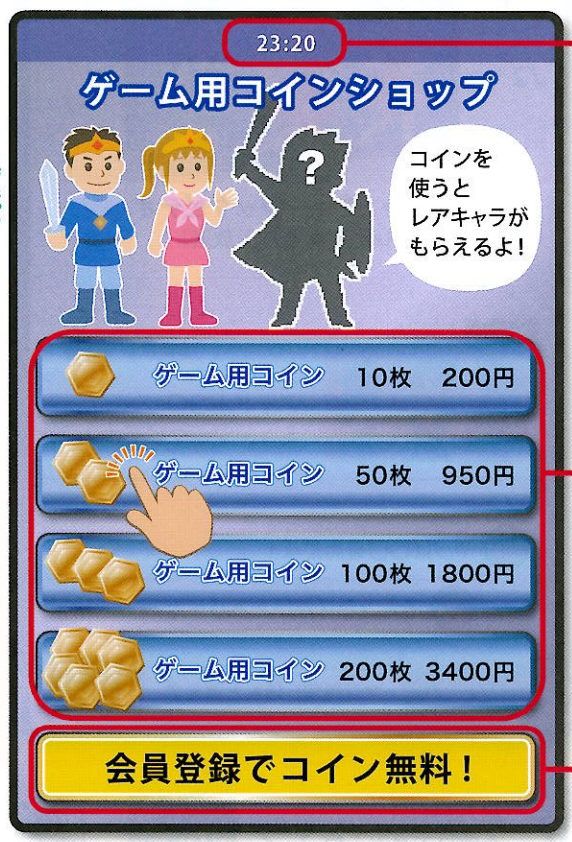 23:20
ゲーム用コインショップ
?
コインを
使うと
レアキャラが
もらえるよ!
ゲーム用コイン 10枚 200円
ゲーム用コイン 50枚 950円
ゲーム用コイン 100枚 1800円
ゲーム用コイン 200枚 3400円
会員登録でコイン無料!